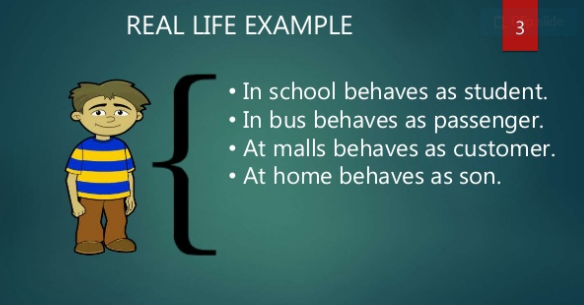 REAL LIFE EXAMPLE
3
• In school behaves as student.
• In bus behaves as passenger.
• At malls behaves as customer.
• At home behaves as son.